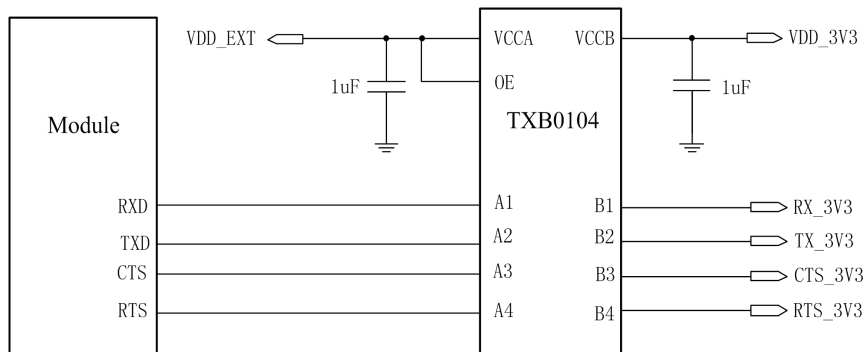 VDD_EXT
VCCA
VCCB
VDD_3V3
1uF
OE
1uF
Module
TXB0104
RXD
A1
B1
RX_3V3
TXD
A2
B2
TX_3V3
CTS
A3
B3
CTS_3V3
RTS
A4
B4
RTS_3V3